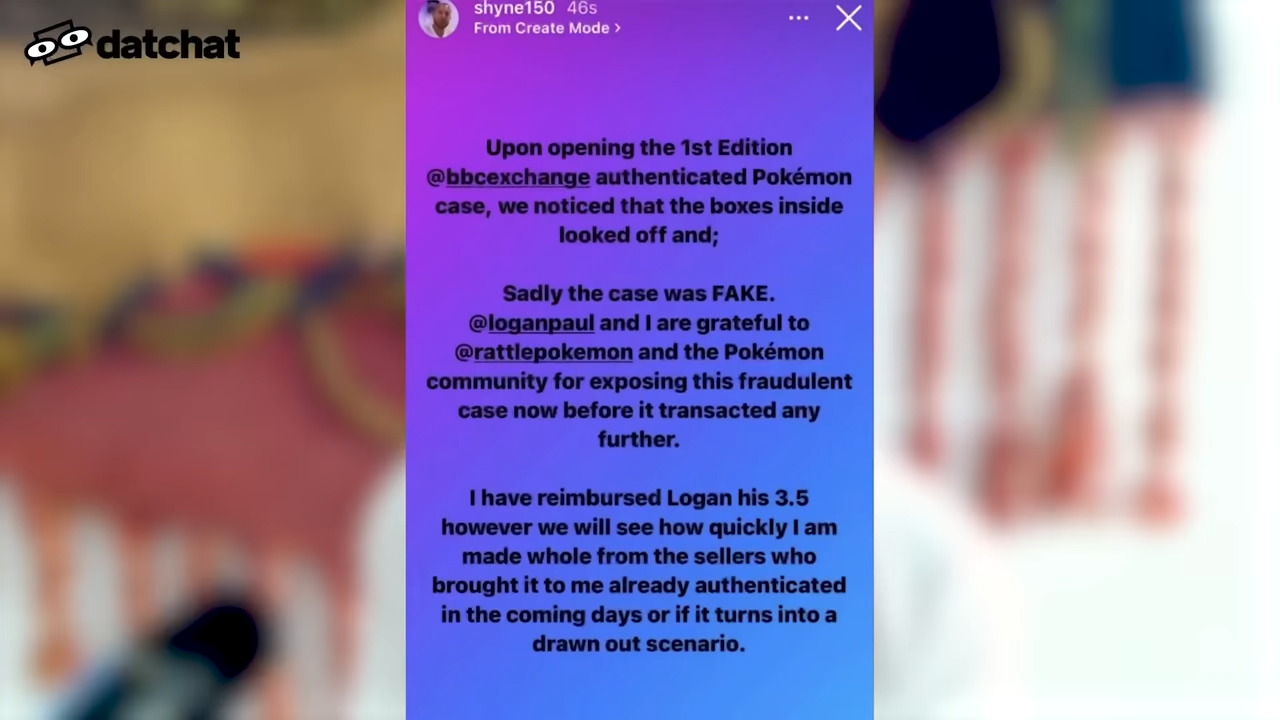 datchat
shyne150 46s
From Create Mode >
Upon opening the 1st Edition
@bbcexchange authenticated Pokémon
case, we noticed that the boxes inside
looked off and;
Sadly the case was FAKE.
@loganpaul and I are grateful to
@rattlepokemon and the Pokémon
community for exposing this fraudulent
case now before it transacted any
further.
I have reimbursed Logan his 3.5
however we will see how quickly I am
made whole from the sellers who
brought it to me already authenticated
in the coming days or if it turns into a
drawn out scenario.